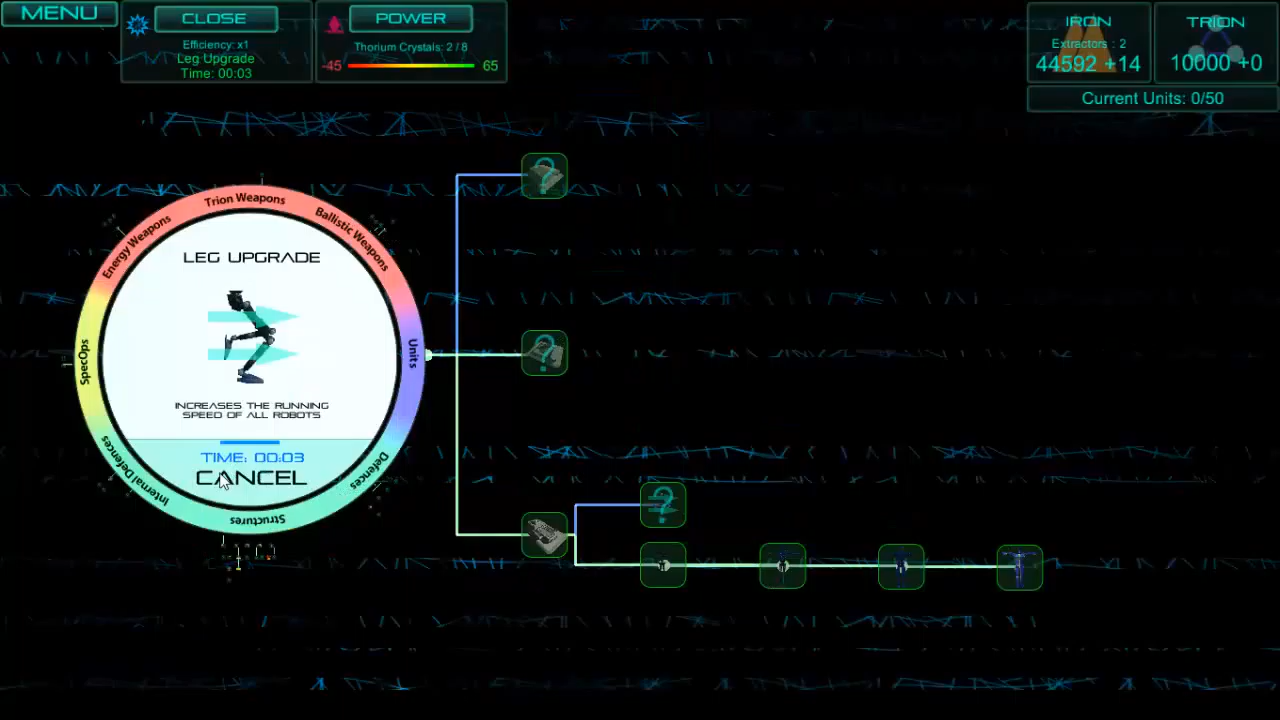 MENU
CLOSE
Efficiency: x1
Leg Upgrade
Time: 00:03
POWER
Thorium Crystals: 2 / 8
-45
65
IRON
Extractors : 2
44592 +14
TRION
10000 +0
Current Units: 0/50
Trion Weapons
Energy Weapons
Ballistic Weapons
SpecOps
Units
Internal Defences
Defences
Structures
LEG UPGRADE
INCREASES THE RUNNING
SPEED OF ALL ROBOTS
TIME: 00:03
CANCEL
?
?
?